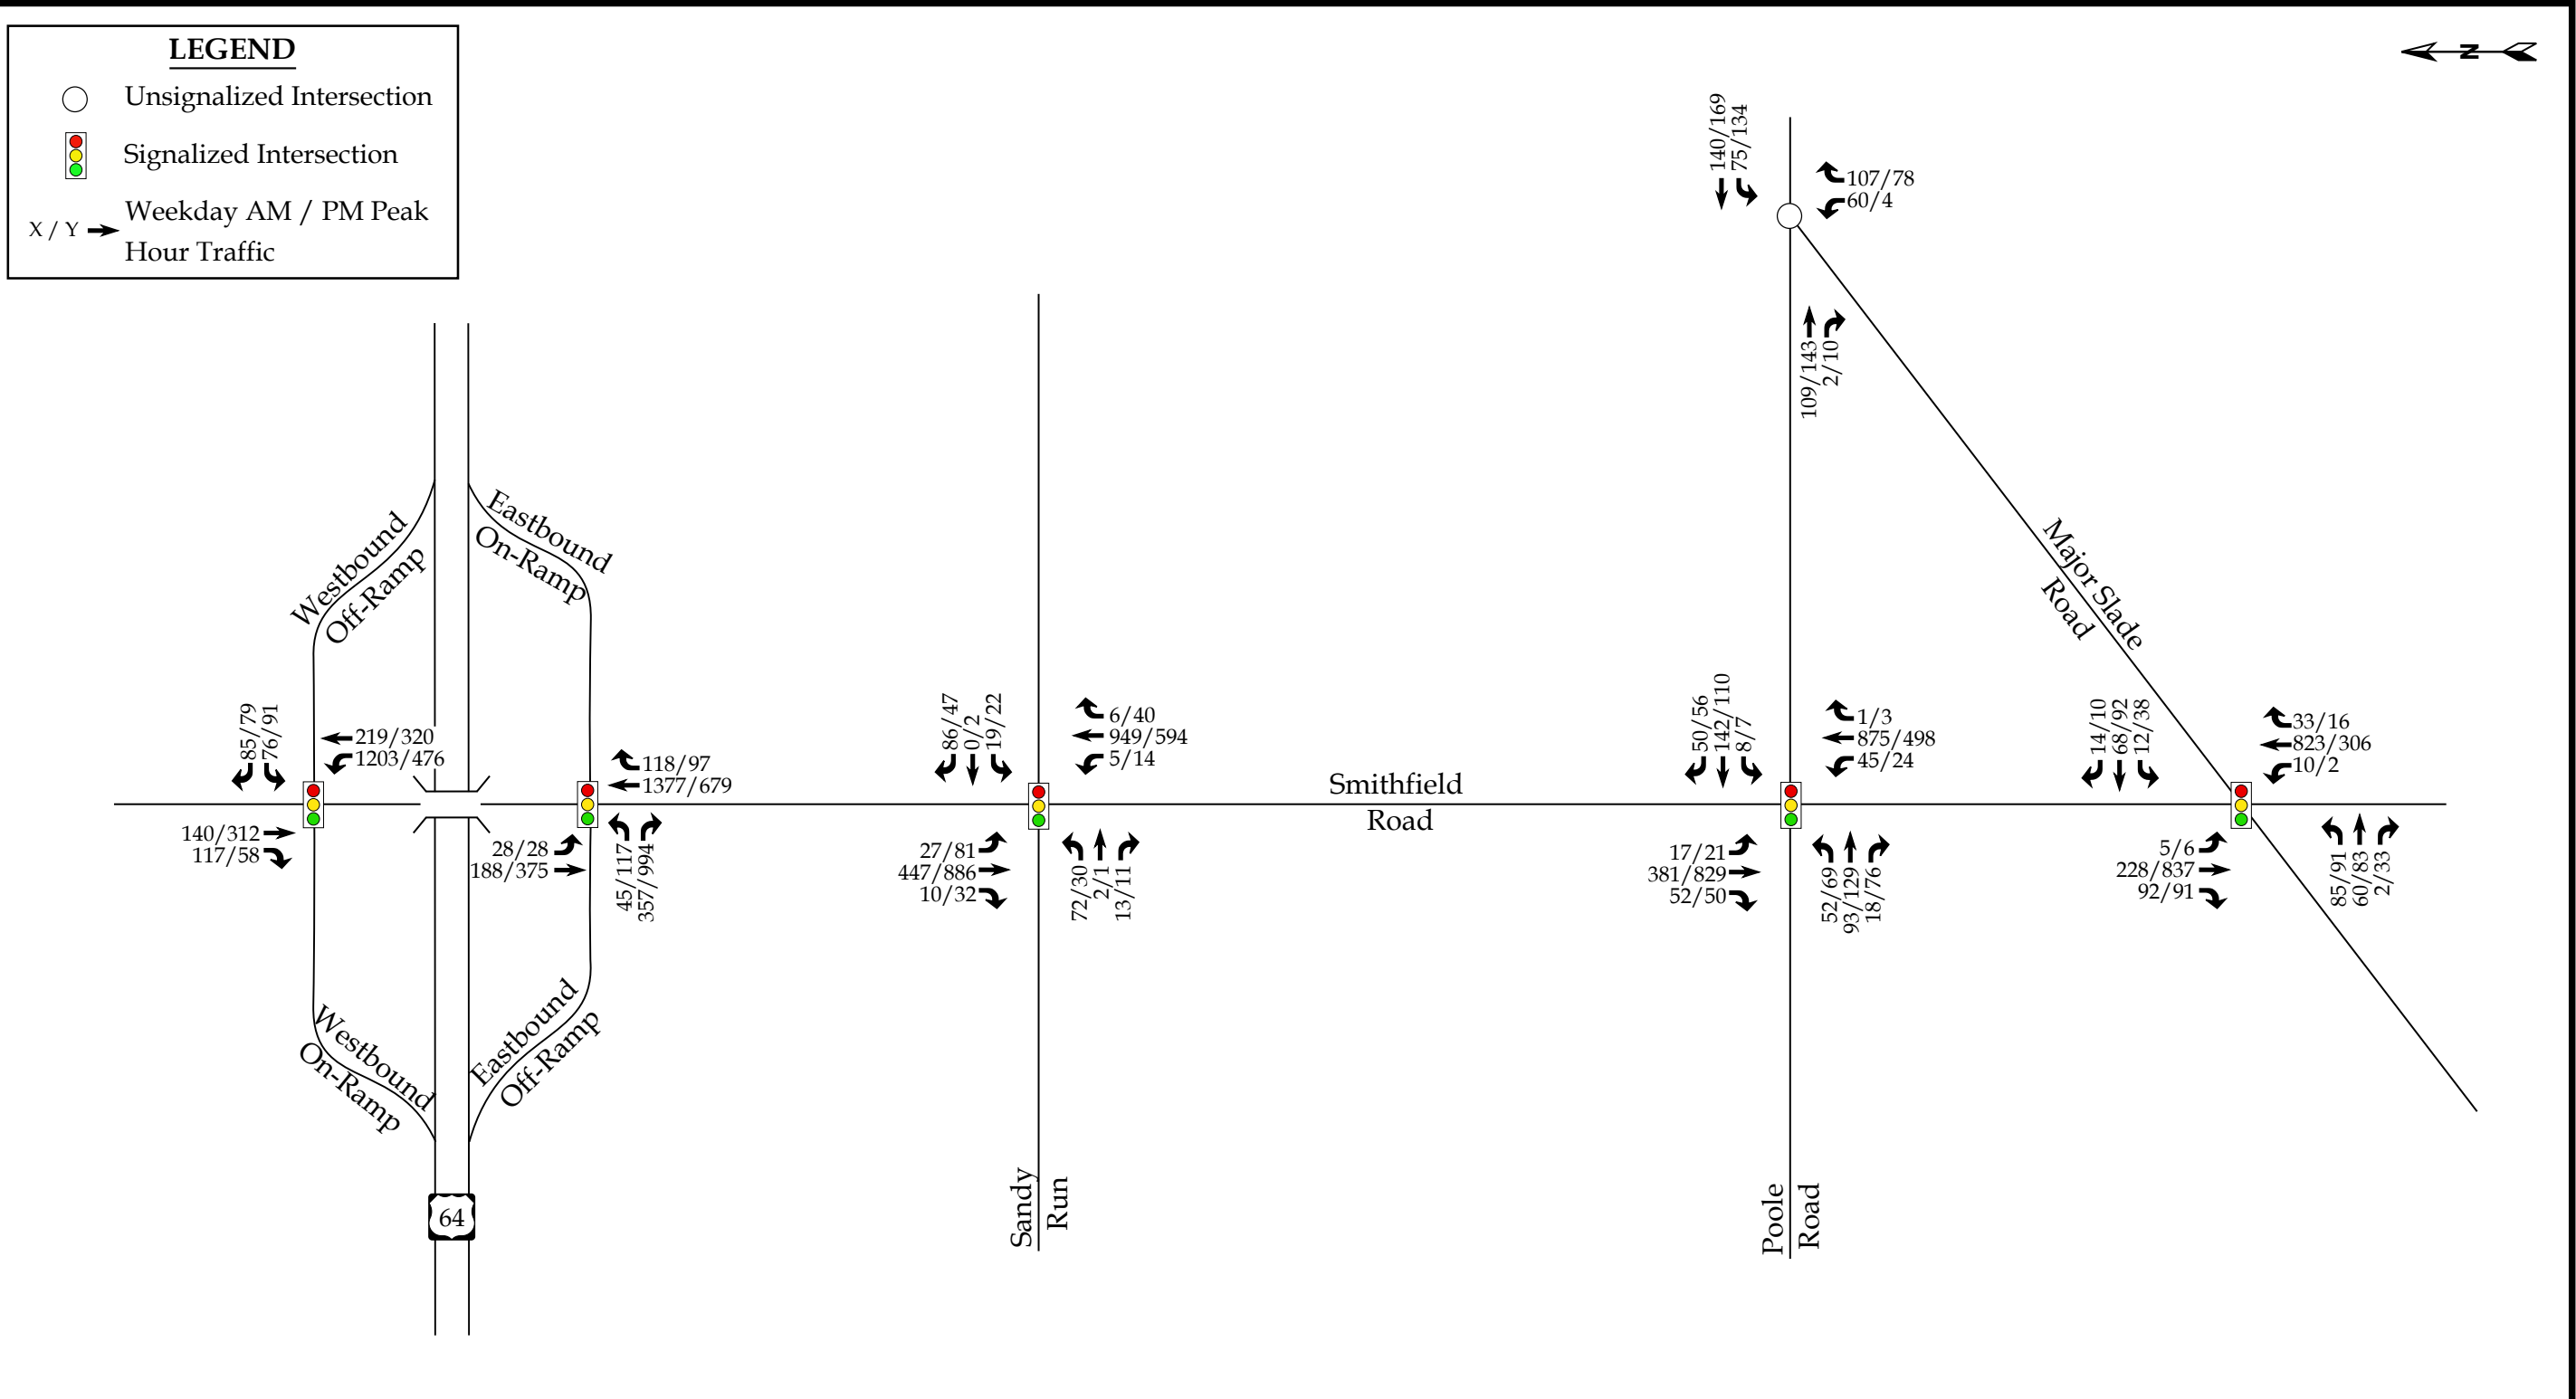 LEGEND
Unsignalized Intersection
Signalized Intersection
X / Y
Weekday AM / PM Peak
Hour Traffic
N
140/169
75/134
107/78
60/4
109/143
2/10
Major Slade
Road
Westbound
Off-Ramp
Eastbound
On-Ramp
85/79
76/91
219/320
1203/476
140/312
117/58
118/97
1377/679
28/28
188/375
45/117
357/994
86/47
0/2
19/22
6/40
949/594
5/14
27/81
447/886
10/32
72/30
2/1
13/11
Smithfield
Road
50/56
142/110
8/7
1/3
875/498
45/24
17/21
381/829
52/50
52/69
93/129
18/76
14/10
68/92
12/38
33/16
823/306
10/2
5/6
228/837
92/91
85/91
60/83
2/33
Westbound
On-Ramp
Eastbound
Off-Ramp
64
Sandy
Run
Poole
Road